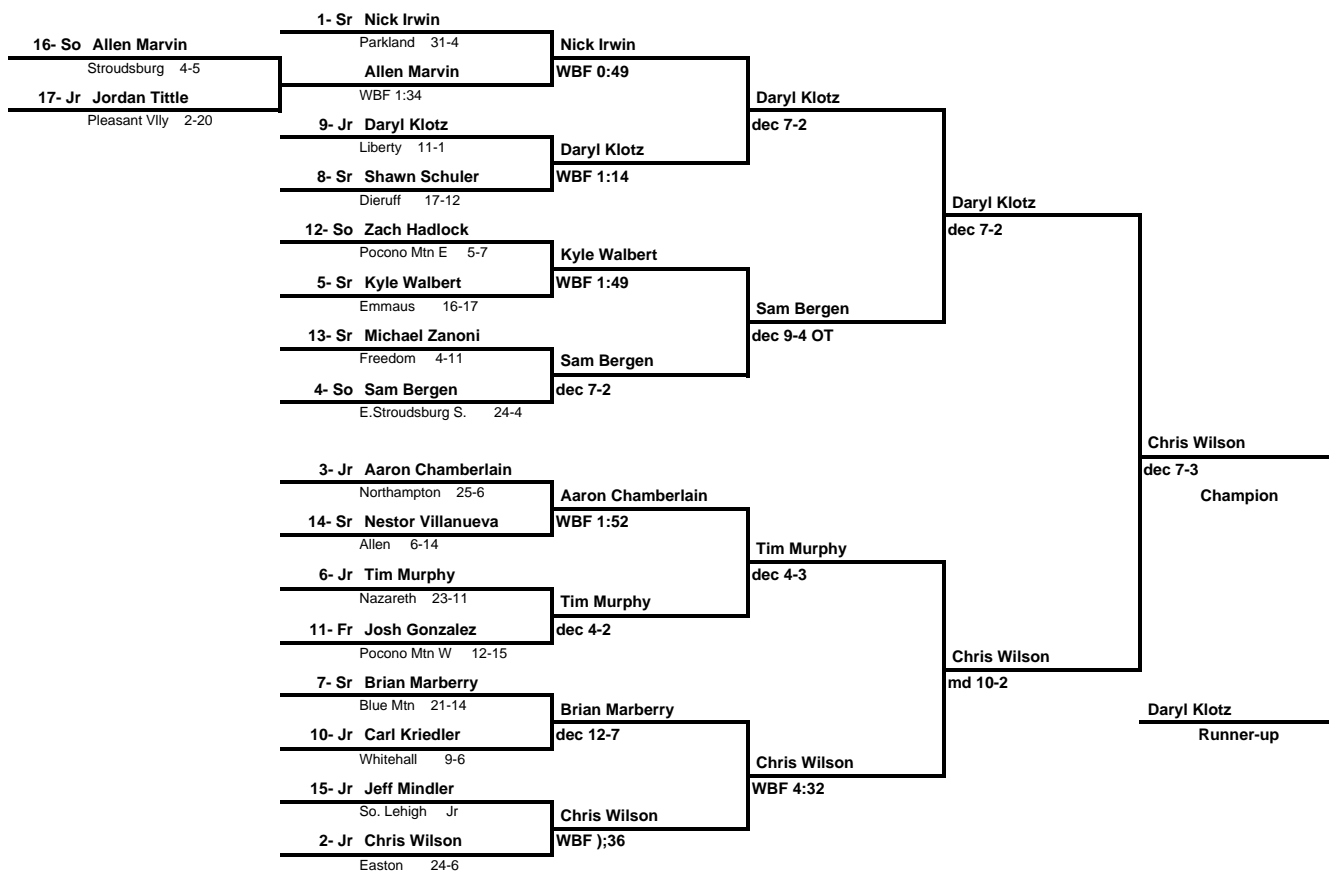 1- Sr Nick Irwin
Parkland 31-4
16- So Allen Marvin
Stroudsburg 4-5
17- Jr Jordan Tittle
Pleasant Vlly 2-20
Allen Marvin
WBF 1:34
9- Jr Daryl Klotz
Liberty 11-1
8- Sr Shawn Schuler
Dieruff 17-12
12- So Zach Hadlock
Pocono Mtn E 5-7
5- Sr Kyle Walbert
Emmaus 16-17
13- Sr Michael Zanoni
Freedom 4-11
4- So Sam Bergen
E.Stroudsburg S. 24-4
3- Jr Aaron Chamberlain
Northampton 25-6
14- Sr Nestor Villanueva
Allen 6-14
6- Jr Tim Murphy
Nazareth 23-11
11- Fr Josh Gonzalez
Pocono Mtn W 12-15
7- Sr Brian Marberry
Blue Mtn 21-14
10- Jr Carl Kriedler
Whitehall 9-6
15- Jr Jeff Mindler
So. Lehigh Jr
2- Jr Chris Wilson
Easton 24-6
Nick Irwin
WBF 0:49
Daryl Klotz
WBF 1:14
Kyle Walbert
WBF 1:49
Sam Bergen
dec 7-2
Aaron Chamberlain
WBF 1:52
Tim Murphy
dec 4-2
Brian Marberry
dec 12-7
Chris Wilson
WBF );36
Daryl Klotz
dec 7-2
Sam Bergen
dec 9-4 OT
Tim Murphy
dec 4-3
Chris Wilson
WBF 4:32
Daryl Klotz
dec 7-2
Chris Wilson
md 10-2
Chris Wilson
dec 7-3
Champion
Daryl Klotz
Runner-up